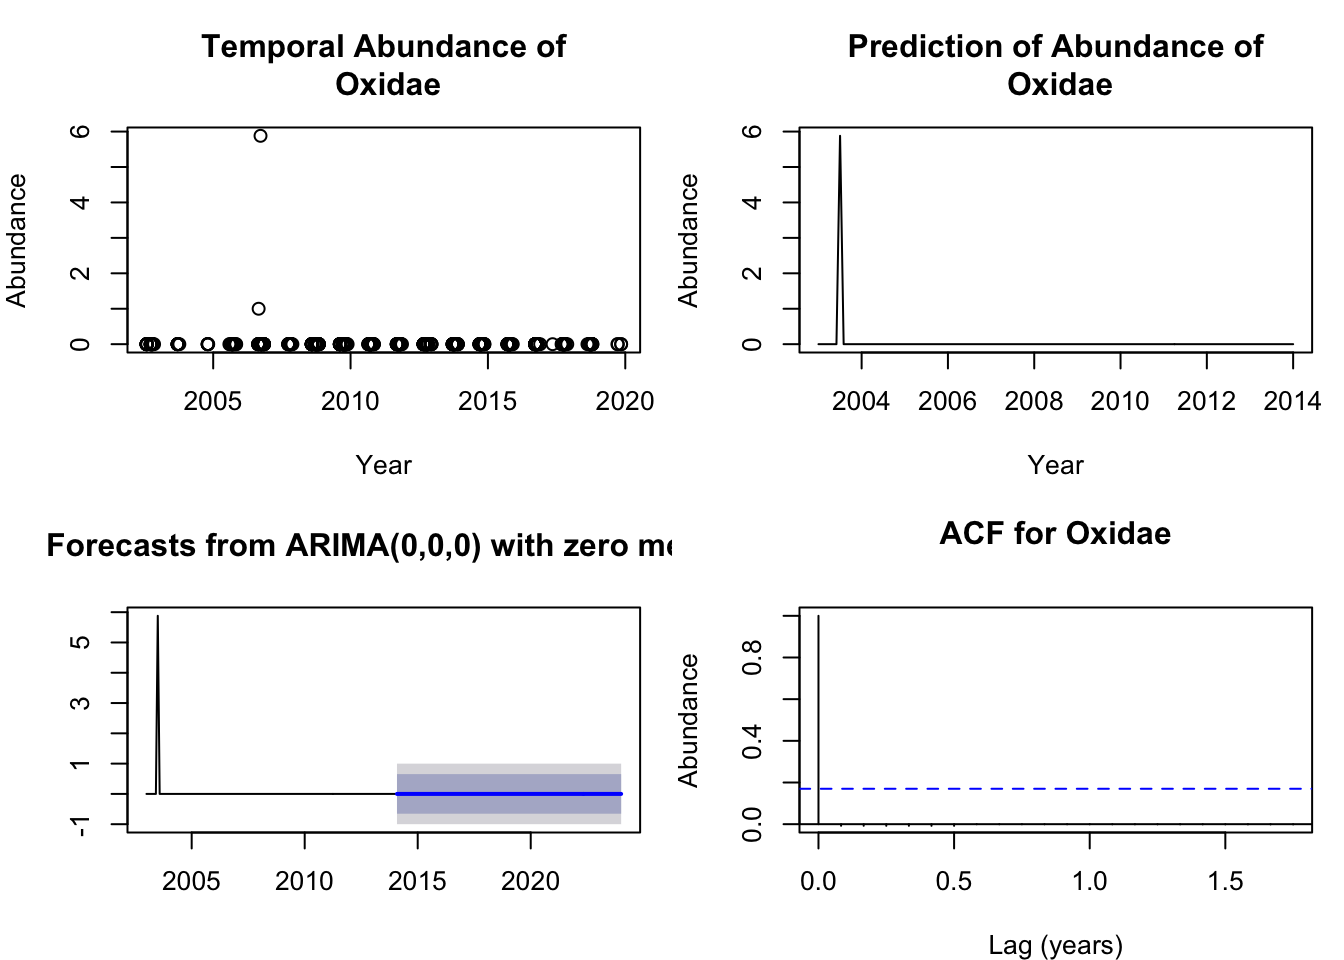 Temporal Abundance of
Oxidae
Abundance
6
4
2
0
2005 2010 2015 2020
Year
Prediction of Abundance of
Oxidae
Abundance
6
4
2
0
2004 2006 2008 2010 2012 2014
Year
Forecasts from ARIMA(0,0,0) with zero me
5
3
1
-1
2005 2010 2015 2020
ACF for Oxidae
Abundance
0.8
0.4
0.0
0.0 0.5 1.0 1.5
Lag (years)